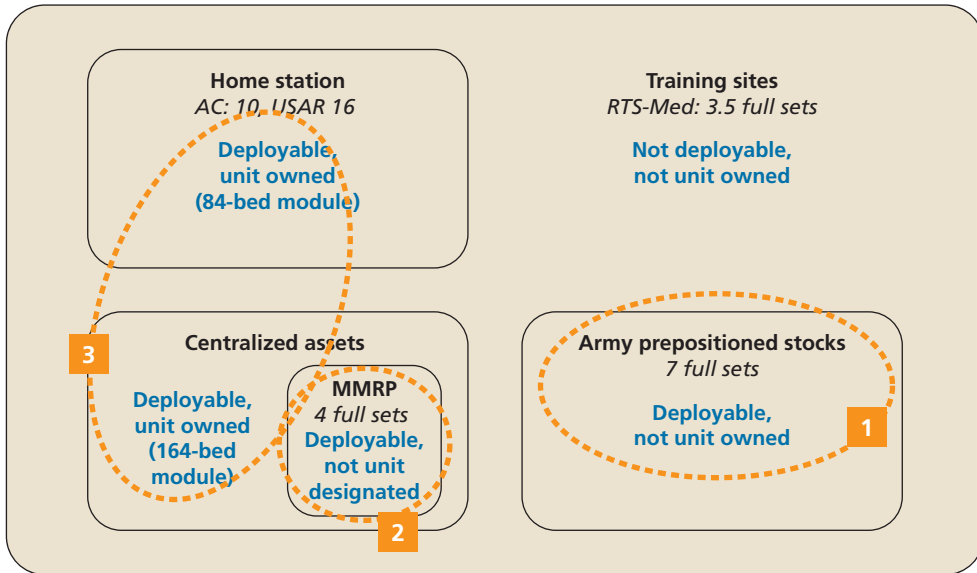 Home station
AC: 10, USAR 16
Deployable,
unit owned
(84-bed module)
Training sites
RTS-Med: 3.5 full sets
Not deployable,
not unit owned
3
Centralized assets
Deployable,
unit owned
(164-bed
module)
MMRP
4 full sets
Deployable,
not unit
designated
2
Army prepositioned stocks
7 full sets
Deployable,
not unit owned
1